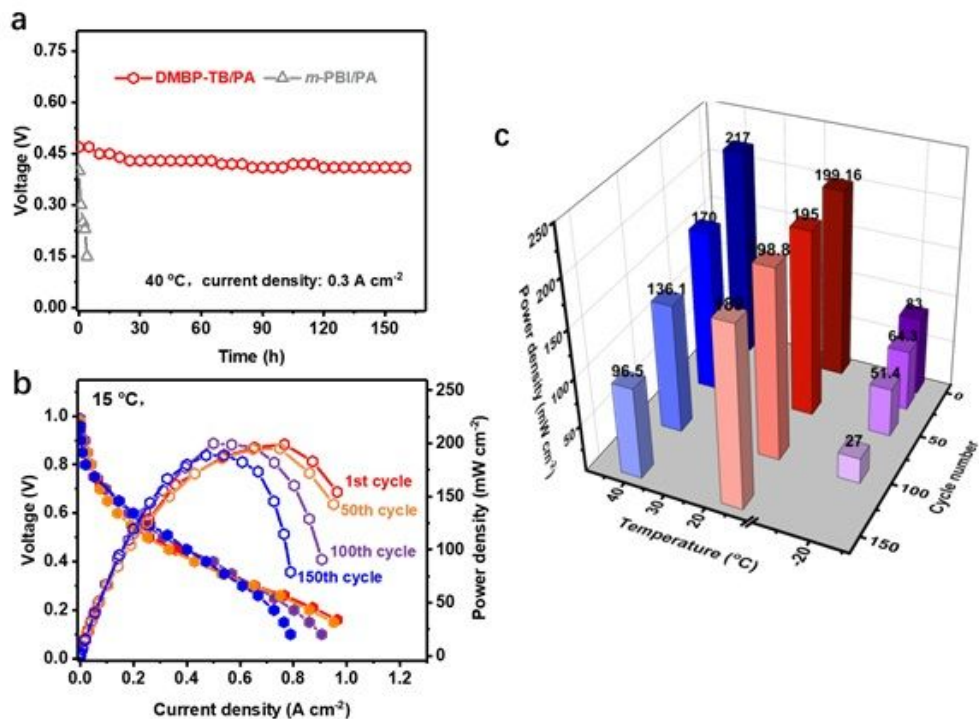 a
0.75
0.60
0.45
0.30
0.15
0.00
Voltage (V)
DMBP-TB/PA
m-PBI/PA
40 °C, current density: 0.3 A cm-2
0 30 60 90 120 150
Time (h)
b
15 °C,
1.0
0.8
0.6
0.4
0.2
0.0
Voltage (V)
250
200
150
100
50
0
Power density (mW cm-2)
1st cycle
50th cycle
100th cycle
150th cycle
0.0 0.2 0.4 0.6 0.8 1.0 1.2
Current density (A cm-2)
c
217
199.16
170
195
136.1
98.8
96.5
83
64.3
51.4
27
250
200
150
100
50
Power density (mW cm-2)
40 30 20 -20
Temperature (°C)
0
50
100
150
Cycle number